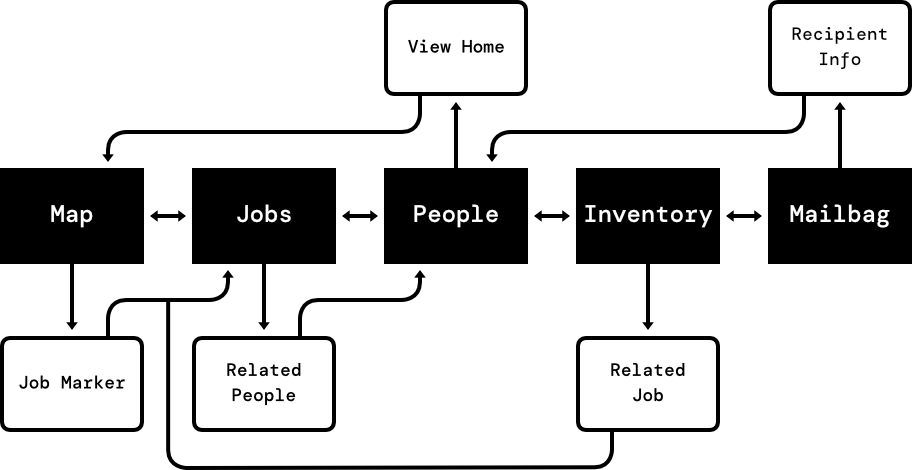 View Home
Recipient
Info
Map
Jobs
People
Inventory
Mailbag
Job Marker
Related
People
Related
Job